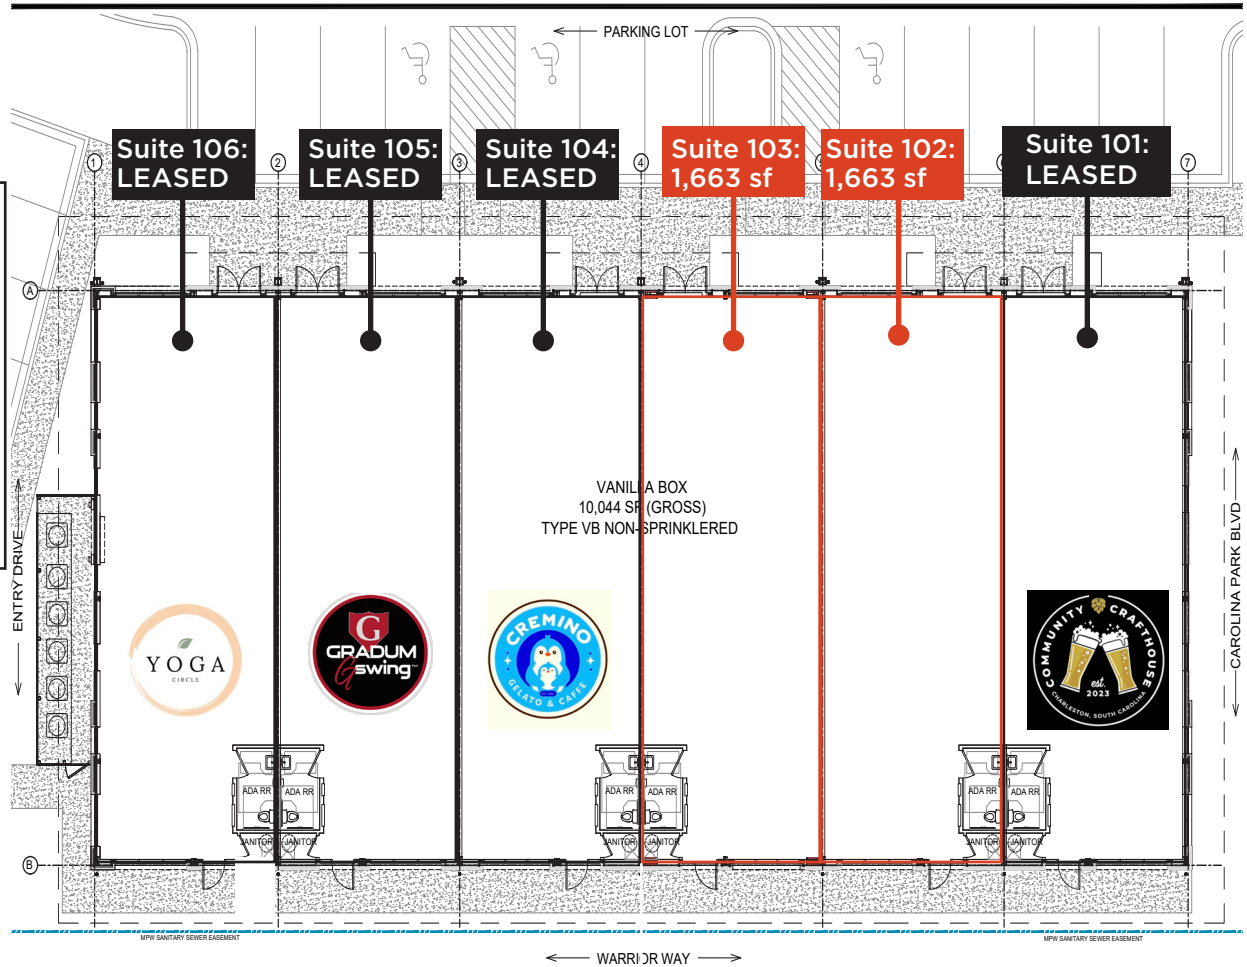 PARKING LOT
Suite 106:
LEASED
Suite 105:
LEASED
Suite 104:
LEASED
Suite 103:
1,663 sf
Suite 102:
1,663 sf
Suite 101:
LEASED
1
2
3
4
7
A
VANILLA BOX
10,044 SF (GROSS)
TYPE VB NON-SPRINKLERED
ENTRY DRIVE
CAROLINA PARK BLVD
YOGA
CIRCLE
G
GRADUM
Gswing™
CREMINO
GELATO & CAFFE
COMMUNITY CRAFTHOUSE
est.
2023
CHARLESTON, SOUTH CAROLINA
ADA RR
ADA RR
ADA RR
ADA RR
ADA RR
ADA RR
JANITOR
JANITOR
JANITOR
JANITOR
JANITOR
JANITOR
B
MPW SANITARY SEWER EASEMENT
MPW SANITARY SEWER EASEMENT
WARRIOR WAY